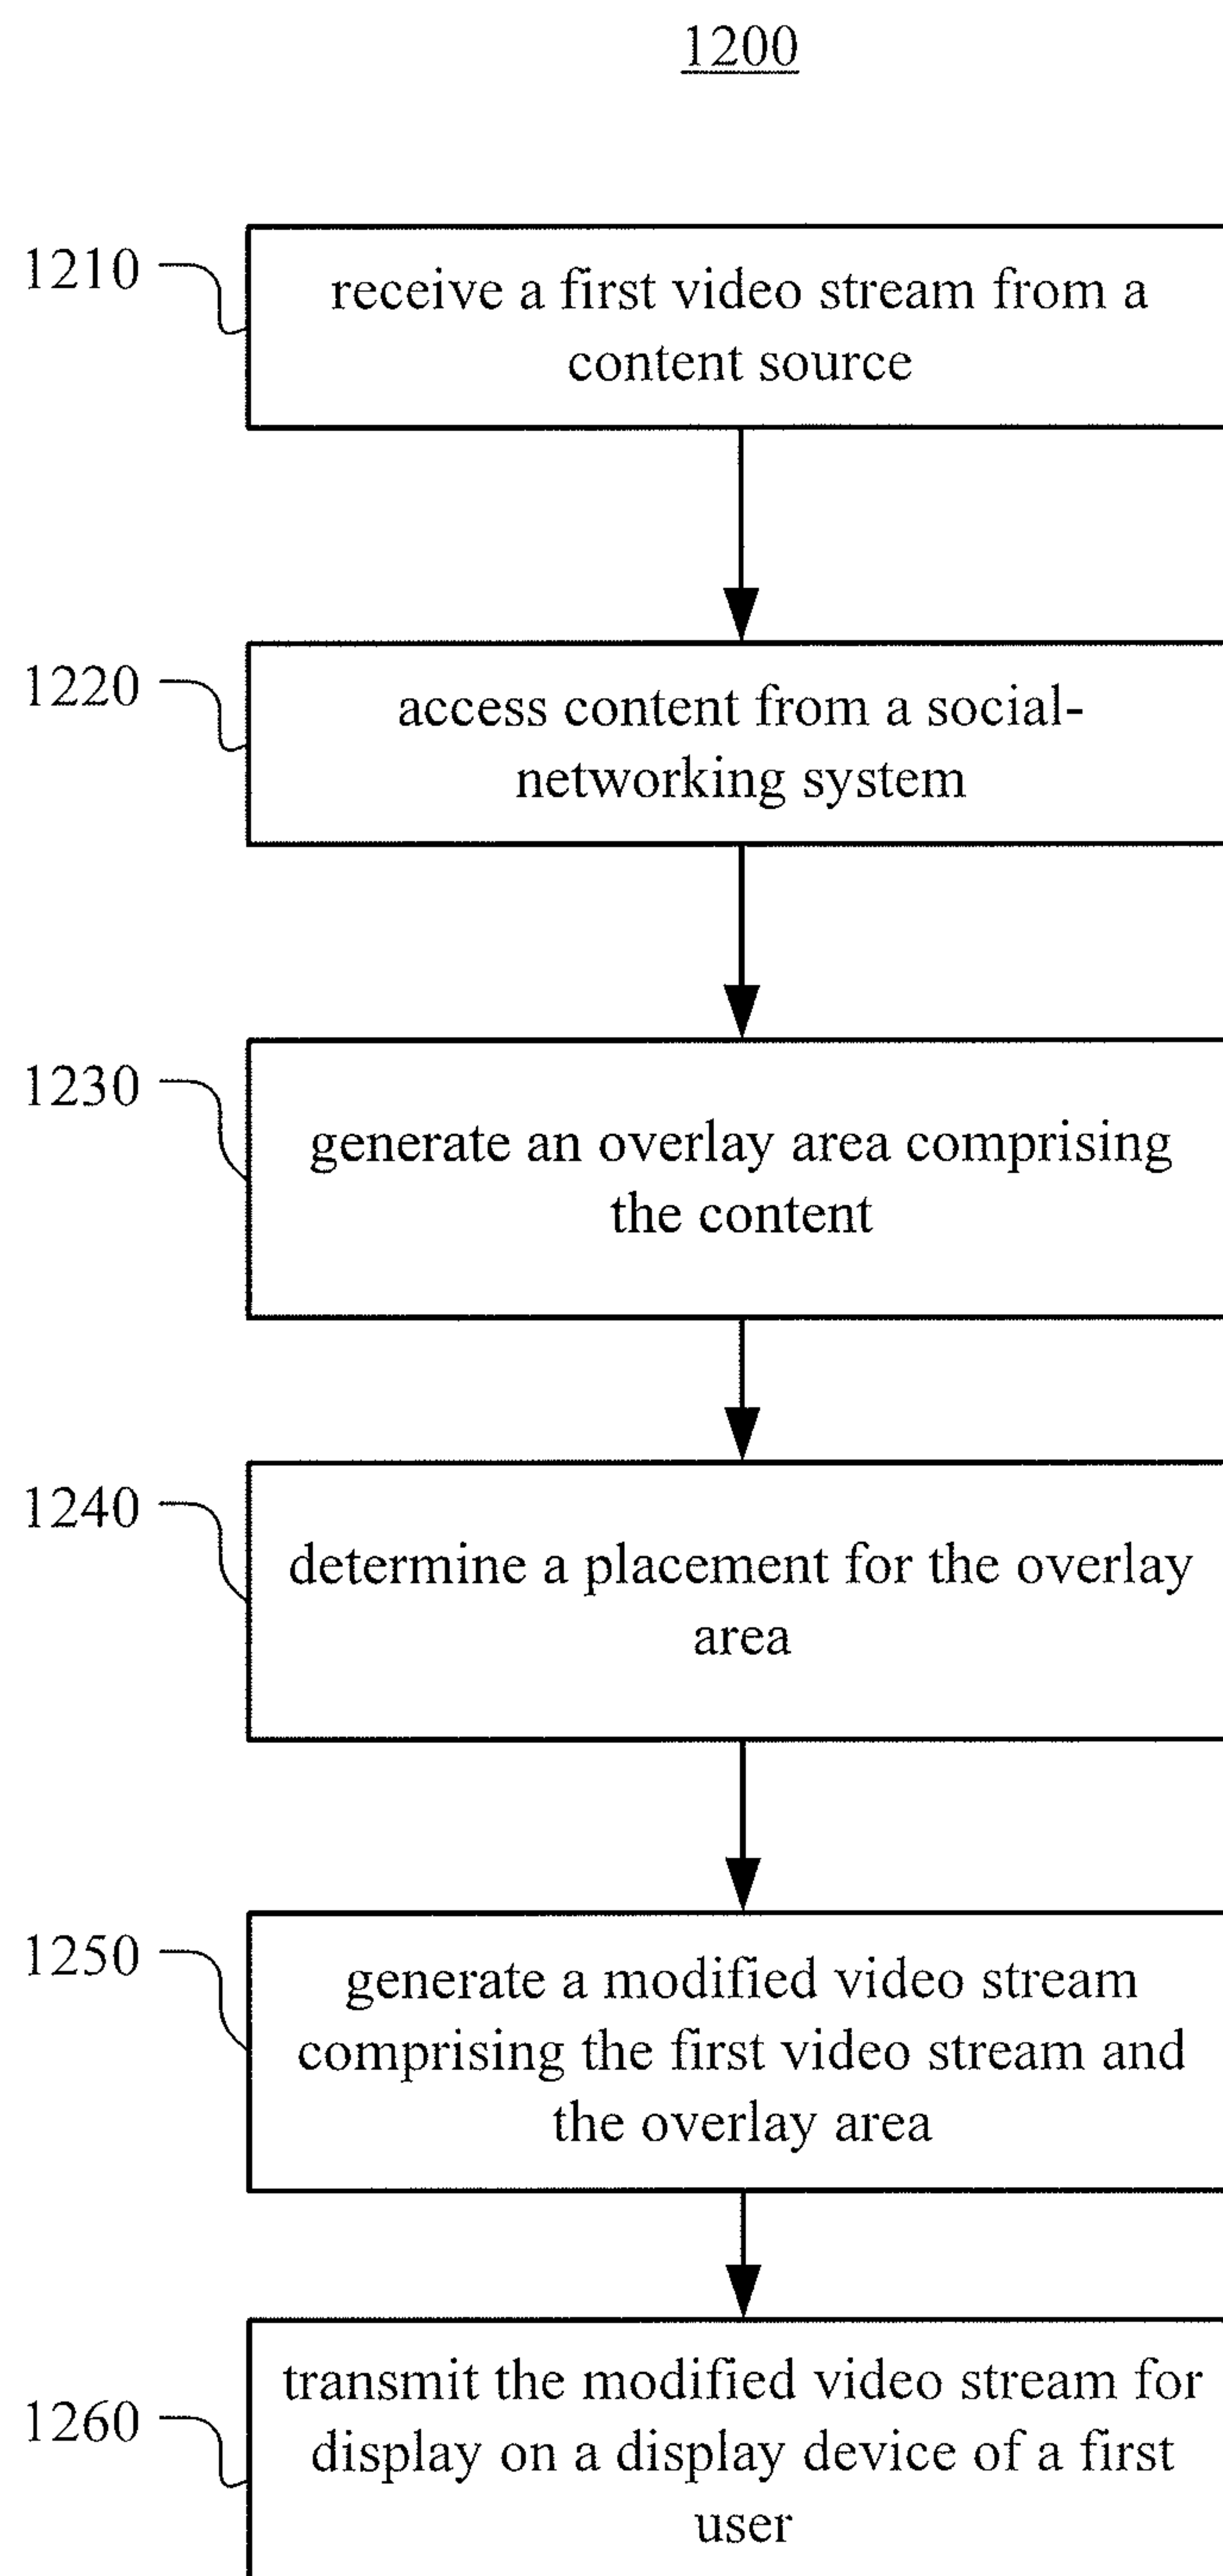 1200
1210
receive a first video stream from a
content source
1220
access content from a social-
networking system
1230
generate an overlay area comprising
the content
1240
determine a placement for the overlay
area
1250
generate a modified video stream
comprising the first video stream and
the overlay area
1260
transmit the modified video stream for
display on a display device of a first
user